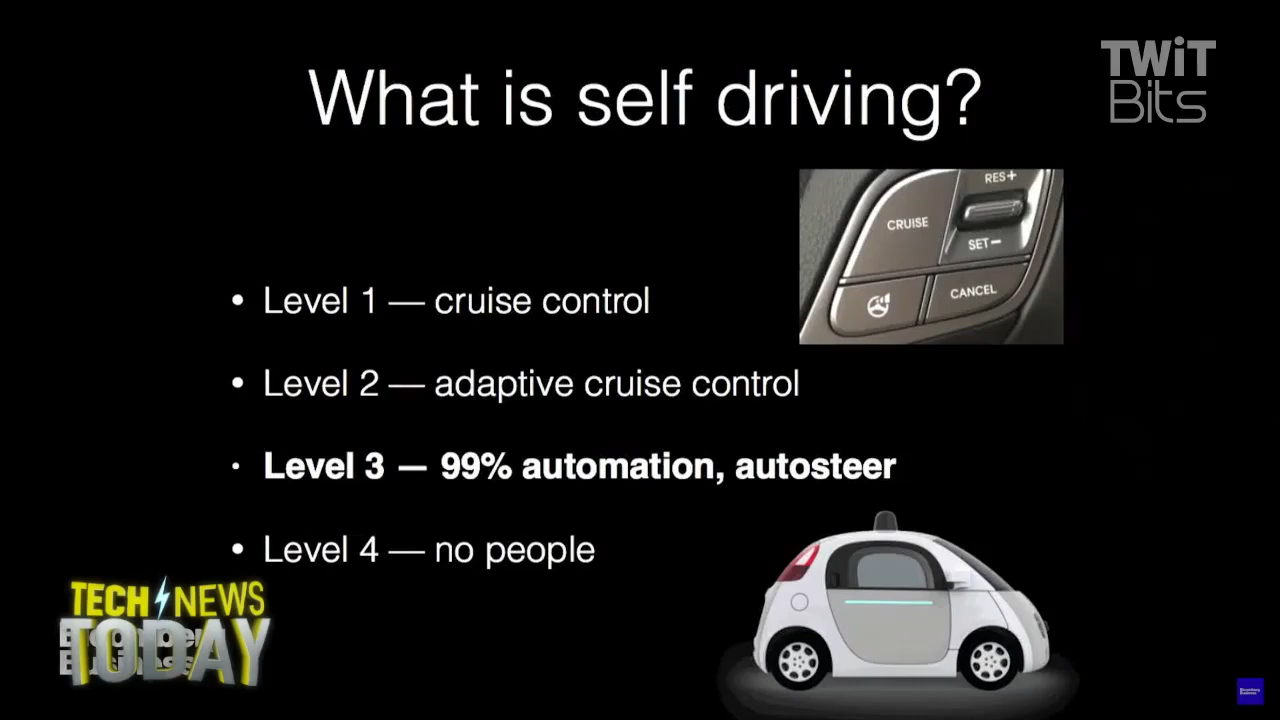 What is self driving?
TWiT
Bits
RES+
CRUISE
SET−
CANCEL
• Level 1 — cruise control
• Level 2 — adaptive cruise control
• Level 3 — 99% automation, autosteer
• Level 4 — no people
TECH NEWS
TODAY